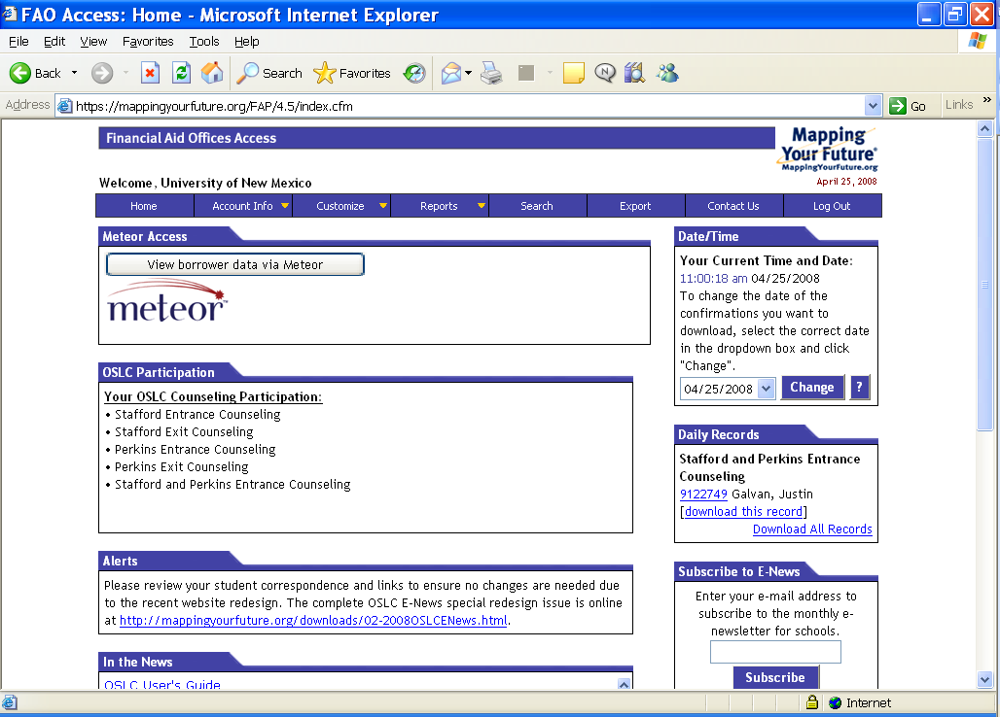 FAO Access: Home - Microsoft Internet Explorer
File Edit View Favorites Tools Help
Back Search Favorites
Address https://mappingyourfuture.org/FAP/4.5/index.cfm Go Links »
Financial Aid Offices Access
Mapping
Your Future®
MappingYourFuture.org
Welcome, University of New Mexico
April 25, 2008
Home Account Info Customize Reports Search Export Contact Us Log Out
Meteor Access
View borrower data via Meteor
meteor™
OSLC Participation
Your OSLC Counseling Participation:
• Stafford Entrance Counseling
• Stafford Exit Counseling
• Perkins Entrance Counseling
• Perkins Exit Counseling
• Stafford and Perkins Entrance Counseling
Alerts
Please review your student correspondence and links to ensure no changes are needed due
to the recent website redesign. The complete OSLC E-News special redesign issue is online
at http://mappingyourfuture.org/downloads/02-2008OSLCENews.html.
In the News
OSLC User's Guide
Date/Time
Your Current Time and Date:
11:00:18 am 04/25/2008
To change the date of the
confirmations you want to
download, select the correct date
in the dropdown box and click
"Change".
04/25/2008 Change ?
Daily Records
Stafford and Perkins Entrance
Counseling
9122749 Galvan, Justin
[download this record]
Download All Records
Subscribe to E-News
Enter your e-mail address to
subscribe to the monthly e-
newsletter for schools.
Subscribe
Internet